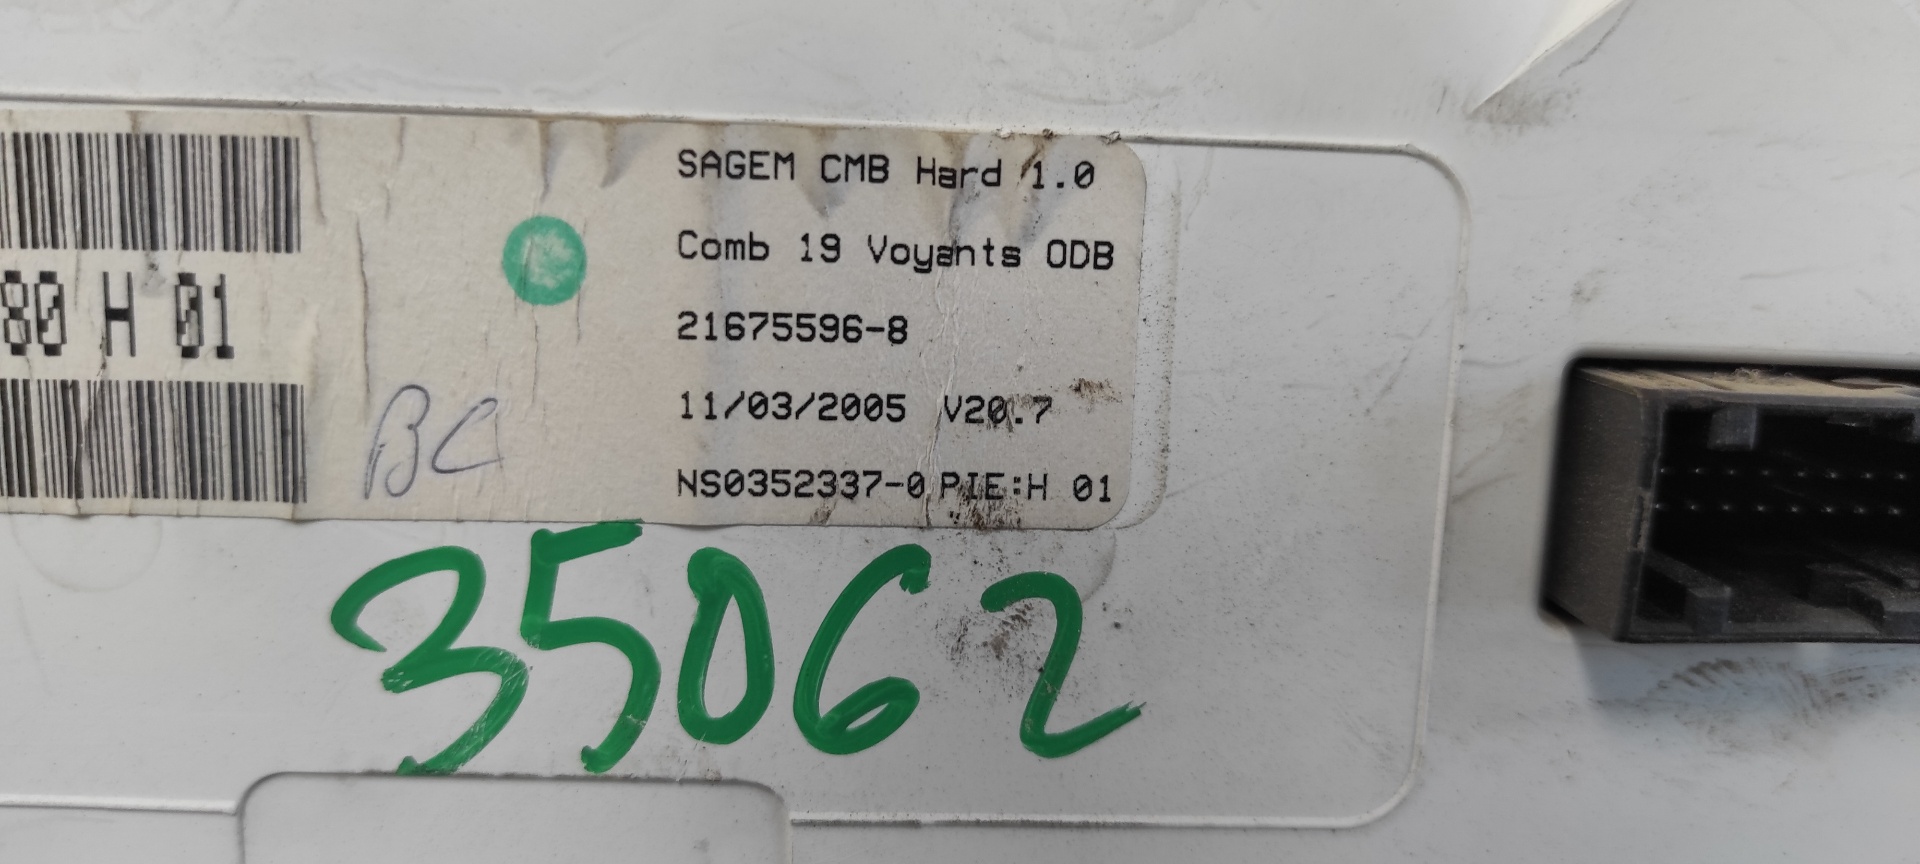 SAGEM CMB Hard 1.0
Comb 19 Voyants ODB
80 H 01
21675596-8
11/03/2005 V20.7
BC
NS0352337-0 PIE:H 01
35062